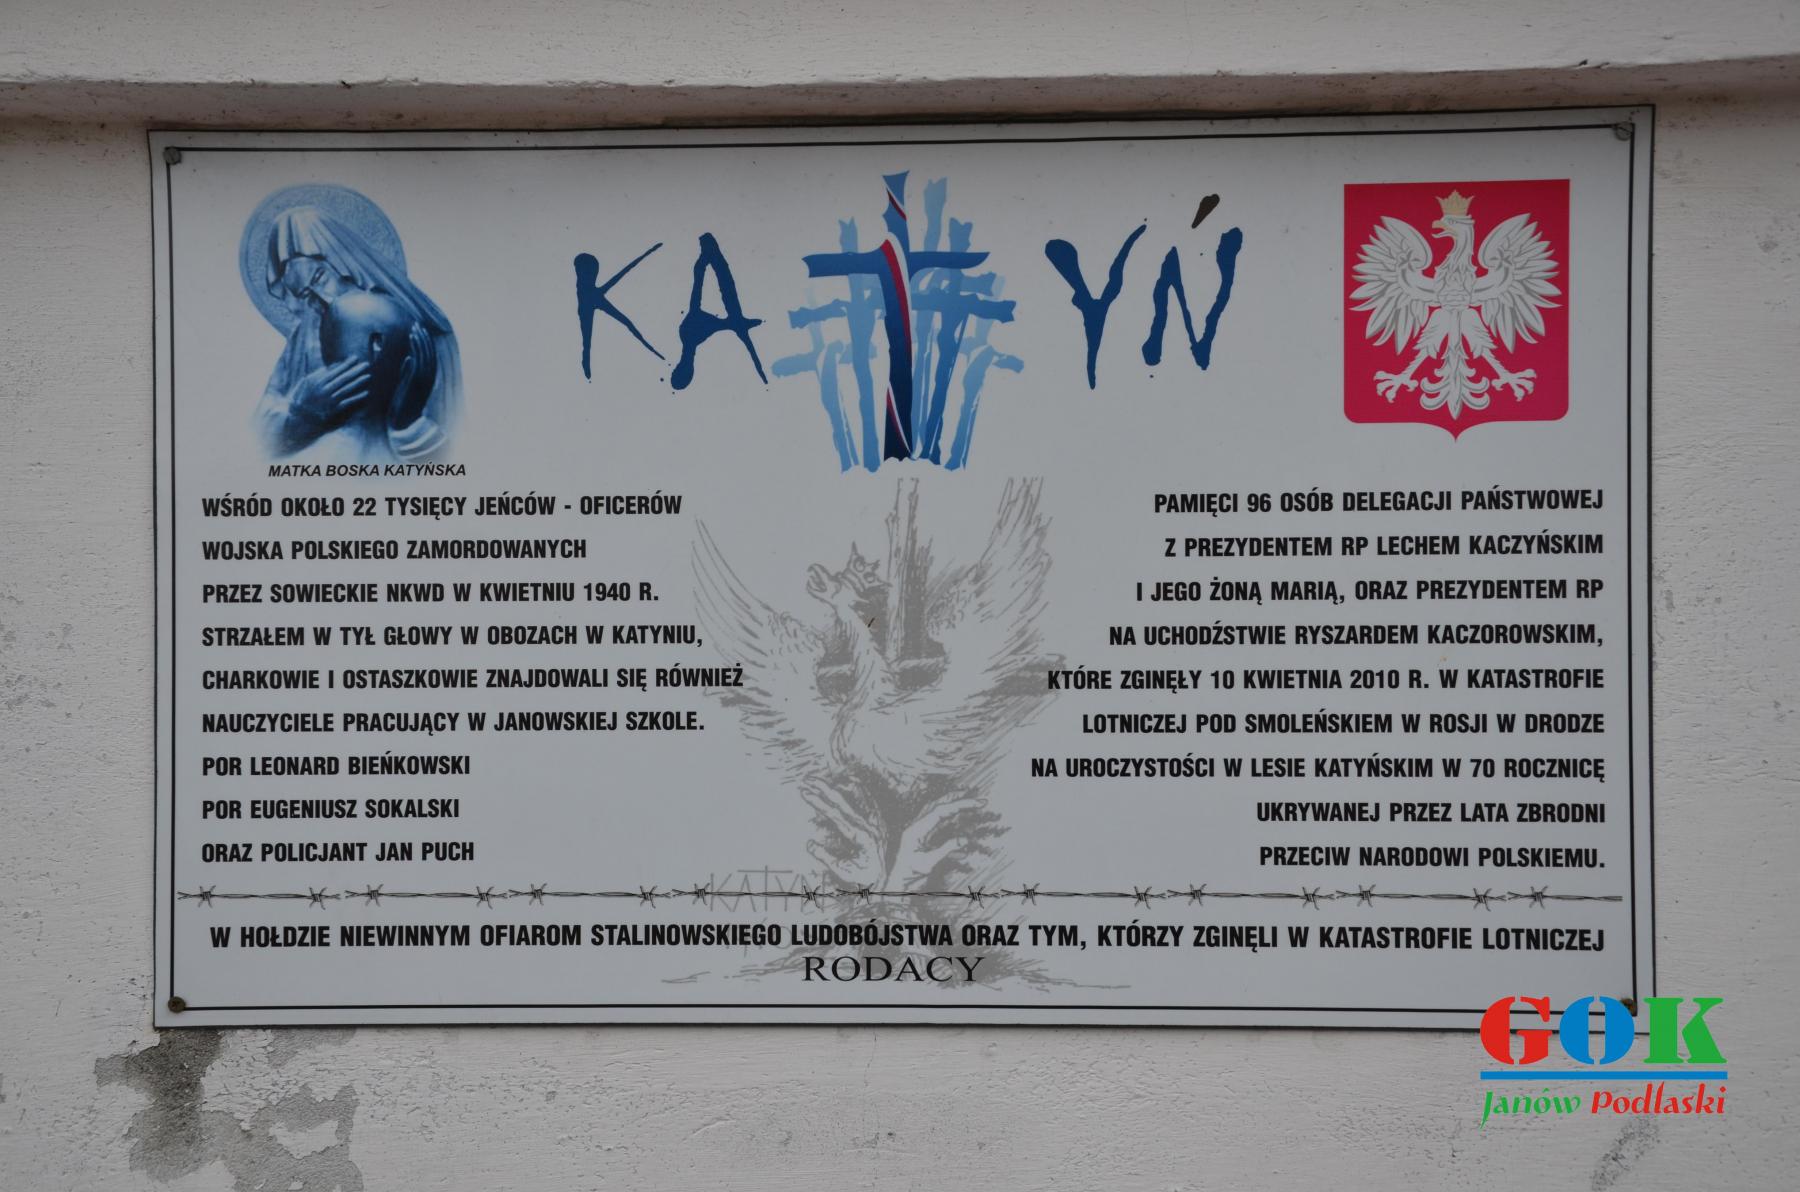 KATYŃ
MATKA BOSKA KATYŃSKA
WŚRÓD OKOŁO 22 TYSIĘCY JEŃCÓW - OFICERÓW
WOJSKA POLSKIEGO ZAMORDOWANYCH
PRZEZ SOWIECKIE NKWD W KWIETNIU 1940 R.
STRZAŁEM W TYŁ GŁOWY W OBOZACH W KATYNIU,
CHARKOWIE I OSTASZKOWIE ZNAJDOWALI SIĘ RÓWNIEŻ
NAUCZYCIELE PRACUJĄCY W JANOWSKIEJ SZKOLE.
POR LEONARD BIEŃKOWSKI
POR EUGENIUSZ SOKALSKI
ORAZ POLICJANT JAN PUCH
PAMIĘCI 96 OSÓB DELEGACJI PAŃSTWOWEJ
Z PREZYDENTEM RP LECHEM KACZYŃSKIM
I JEGO ŻONĄ MARIĄ, ORAZ PREZYDENTEM RP
NA UCHODŹSTWIE RYSZARDEM KACZOROWSKIM,
KTÓRE ZGINĘŁY 10 KWIETNIA 2010 R. W KATASTROFIE
LOTNICZEJ POD SMOLEŃSKIEM W ROSJI W DRODZE
NA UROCZYSTOŚCI W LESIE KATYŃSKIM W 70 ROCZNICĘ
UKRYWANEJ PRZEZ LATA ZBRODNI
PRZECIW NARODOWI POLSKIEMU.
KATYŃ
W HOŁDZIE NIEWINNYM OFIAROM STALINOWSKIEGO LUDOBÓJSTWA ORAZ TYM, KTÓRZY ZGINĘLI W KATASTROFIE LOTNICZEJ
RODACY
GOK
Janów Podlaski